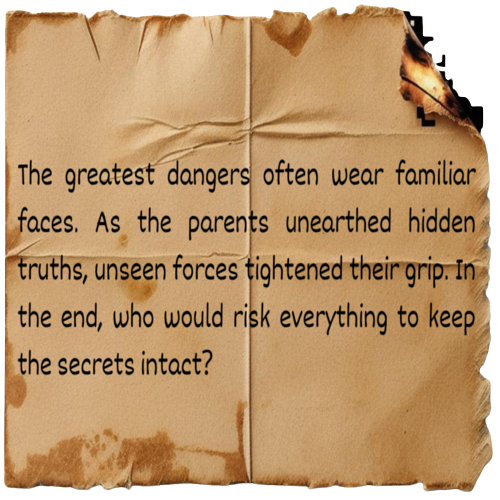 The greatest dangers often wear familiar
faces. As the parents unearthed hidden
truths, unseen forces tightened their grip. In
the end, who would risk everything to keep
the secrets intact?